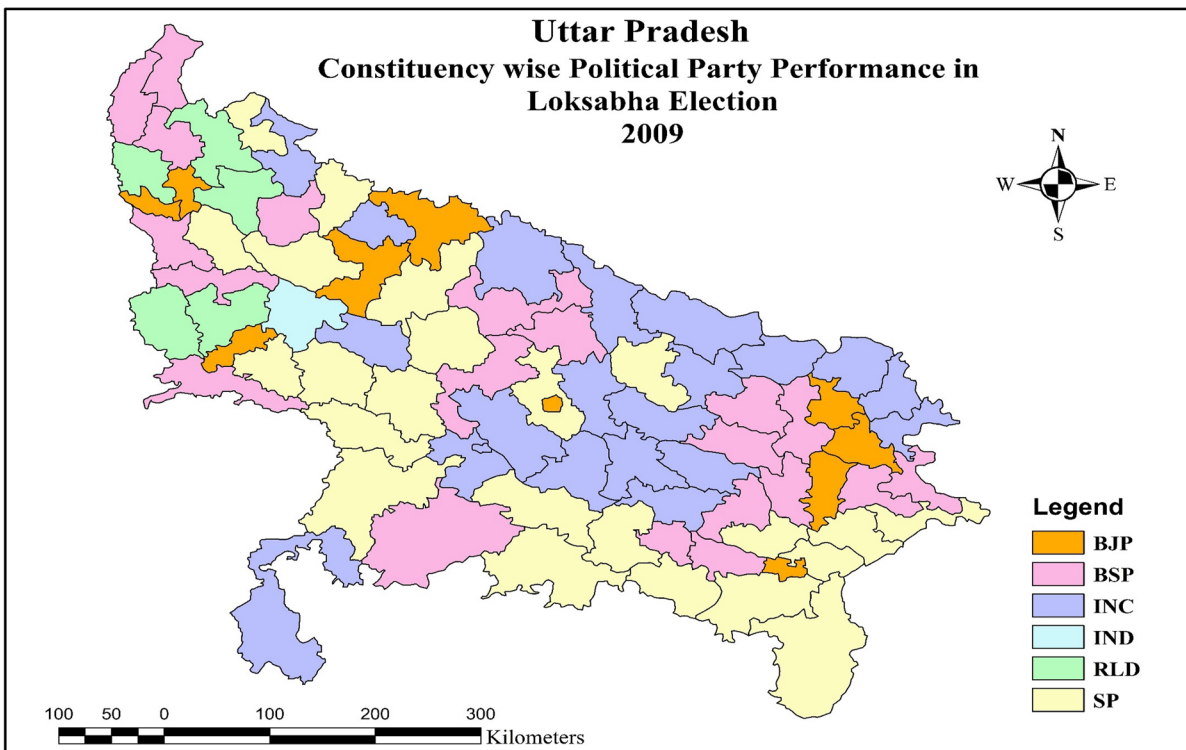 Uttar Pradesh
Constituency wise Political Party Performance in
Loksabha Election
2009
N
W E
S
Legend
BJP
BSP
INC
IND
RLD
SP
100 50 0 100 200 300
Kilometers